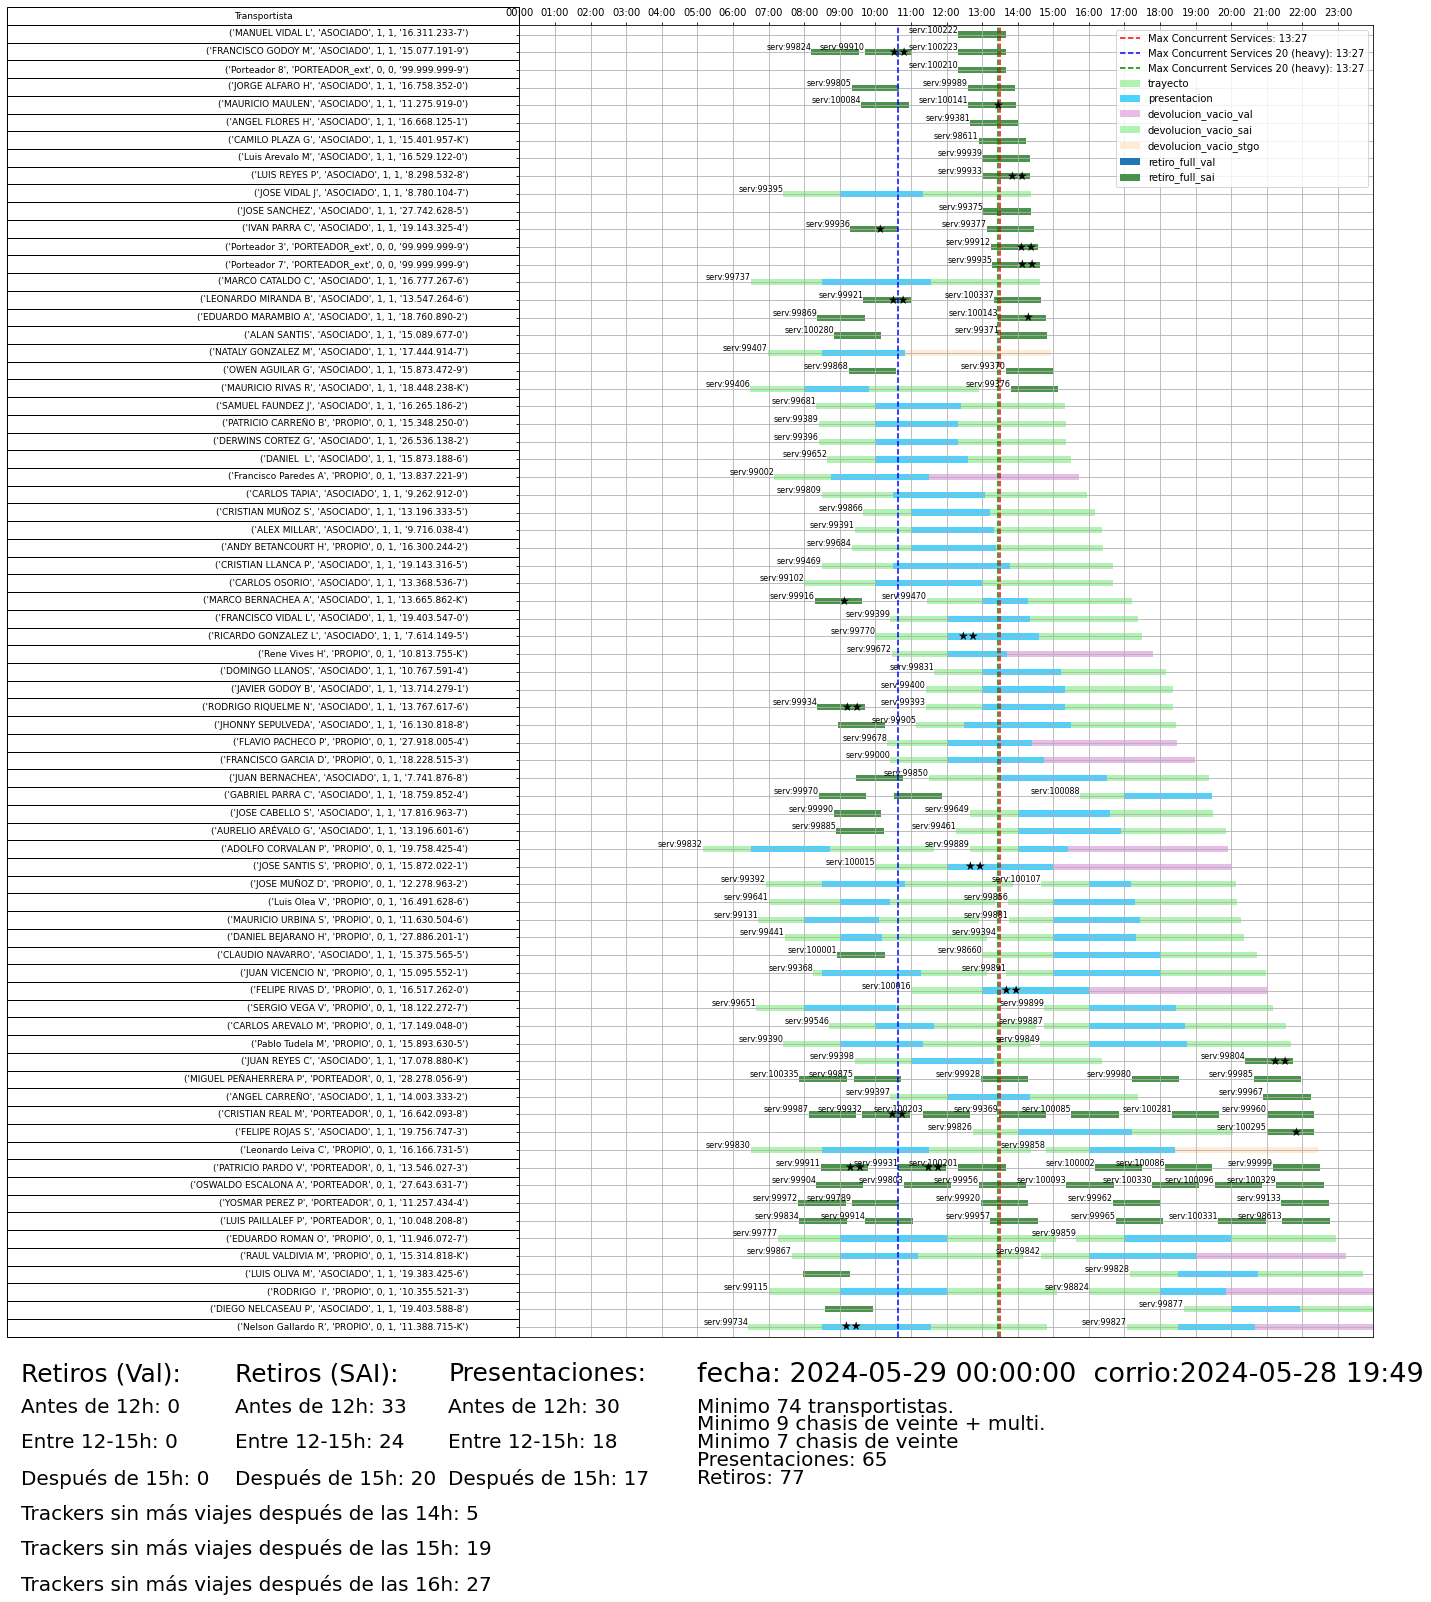 Transportista
00:00 01:00 02:00 03:00 04:00 05:00 06:00 07:00 08:00 09:00 10:00 11:00 12:00 13:00 14:00 15:00 16:00 17:00 18:00 19:00 20:00 21:00 22:00 23:00
Max Concurrent Services: 13:27
Max Concurrent Services 20 (heavy): 13:27
Max Concurrent Services 20 (heavy): 13:27
trayecto
presentacion
devolucion_vacio_val
devolucion_vacio_sai
devolucion_vacio_stgo
retiro_full_val
retiro_full_sai
('MANUEL VIDAL L', 'ASOCIADO', 1, 1, '16.311.233-7') serv:100222
('FRANCISCO GODOY M', 'ASOCIADO', 1, 1, '15.077.191-9') serv:99824 serv:99910 serv:100223
('Porteador 8', 'PORTEADOR_ext', 0, 0, '99.999.999-9') serv:100210
('JORGE ALFARO H', 'ASOCIADO', 1, 1, '16.758.352-0') serv:99805 serv:99989
('MAURICIO MAULEN', 'ASOCIADO', 1, 1, '11.275.919-0') serv:100084 serv:100141
('ANGEL FLORES H', 'ASOCIADO', 1, 1, '16.668.125-1') serv:99381
('CAMILO PLAZA G', 'ASOCIADO', 1, 1, '15.401.957-K') serv:98611
('Luis Arevalo M', 'ASOCIADO', 1, 1, '16.529.122-0') serv:99939
('LUIS REYES P', 'ASOCIADO', 1, 1, '8.298.532-8') serv:99933
('JOSE VIDAL J', 'ASOCIADO', 1, 1, '8.780.104-7') serv:99395
('JOSE SANCHEZ', 'ASOCIADO', 1, 1, '27.742.628-5') serv:99375
('IVAN PARRA C', 'ASOCIADO', 1, 1, '19.143.325-4') serv:99936 serv:99377
('Porteador 3', 'PORTEADOR_ext', 0, 0, '99.999.999-9') serv:99912
('Porteador 7', 'PORTEADOR_ext', 0, 0, '99.999.999-9') serv:99935
('MARCO CATALDO C', 'ASOCIADO', 1, 1, '16.777.267-6') serv:99737
('LEONARDO MIRANDA B', 'ASOCIADO', 1, 1, '13.547.264-6') serv:99921 serv:100337
('EDUARDO MARAMBIO A', 'ASOCIADO', 1, 1, '18.760.890-2') serv:99869 serv:100143
('ALAN SANTIS', 'ASOCIADO', 1, 1, '15.089.677-0') serv:100280 serv:99371
('NATALY GONZALEZ M', 'ASOCIADO', 1, 1, '17.444.914-7') serv:99407
('OWEN AGUILAR G', 'ASOCIADO', 1, 1, '15.873.472-9') serv:99868 serv:99370
('MAURICIO RIVAS R', 'ASOCIADO', 1, 1, '18.448.238-K') serv:99406 serv:99376
('SAMUEL FAUNDEZ J', 'ASOCIADO', 1, 1, '16.265.186-2') serv:99681
('PATRICIO CARREÑO B', 'PROPIO', 0, 1, '15.348.250-0') serv:99389
('DERWINS CORTEZ G', 'ASOCIADO', 1, 1, '26.536.138-2') serv:99396
('DANIEL  L', 'ASOCIADO', 1, 1, '15.873.188-6') serv:99652
('Francisco Paredes A', 'PROPIO', 0, 1, '13.837.221-9') serv:99002
('CARLOS TAPIA', 'ASOCIADO', 1, 1, '9.262.912-0') serv:99809
('CRISTIAN MUÑOZ S', 'ASOCIADO', 1, 1, '13.196.333-5') serv:99866
('ALEX MILLAR', 'ASOCIADO', 1, 1, '9.716.038-4') serv:99391
('ANDY BETANCOURT H', 'PROPIO', 0, 1, '16.300.244-2') serv:99684
('CRISTIAN LLANCA P', 'ASOCIADO', 1, 1, '19.143.316-5') serv:99469
('CARLOS OSORIO', 'ASOCIADO', 1, 1, '13.368.536-7') serv:99102
('MARCO BERNACHEA A', 'ASOCIADO', 1, 1, '13.665.862-K') serv:99916 serv:99470
('FRANCISCO VIDAL L', 'ASOCIADO', 1, 1, '19.403.547-0') serv:99399
('RICARDO GONZALEZ L', 'ASOCIADO', 1, 1, '7.614.149-5') serv:99770
('Rene Vives H', 'PROPIO', 0, 1, '10.813.755-K') serv:99672
('DOMINGO LLANOS', 'ASOCIADO', 1, 1, '10.767.591-4') serv:99831
('JAVIER GODOY B', 'ASOCIADO', 1, 1, '13.714.279-1') serv:99400
('RODRIGO RIQUELME N', 'ASOCIADO', 1, 1, '13.767.617-6') serv:99934 serv:99393
('JHONNY SEPULVEDA', 'ASOCIADO', 1, 1, '16.130.818-8') serv:99905
('FLAVIO PACHECO P', 'PROPIO', 0, 1, '27.918.005-4') serv:99678
('FRANCISCO GARCIA D', 'PROPIO', 0, 1, '18.228.515-3') serv:99000
('JUAN BERNACHEA', 'ASOCIADO', 1, 1, '7.741.876-8') serv:99850
('GABRIEL PARRA C', 'ASOCIADO', 1, 1, '18.759.852-4') serv:99970 serv:100088
('JOSE CABELLO S', 'ASOCIADO', 1, 1, '17.816.963-7') serv:99990 serv:99649
('AURELIO ARÉVALO G', 'ASOCIADO', 1, 1, '13.196.601-6') serv:99885 serv:99461
('ADOLFO CORVALAN P', 'PROPIO', 0, 1, '19.758.425-4') serv:99832 serv:99889
('JOSE SANTIS S', 'PROPIO', 0, 1, '15.872.022-1') serv:100015
('JOSE MUÑOZ D', 'PROPIO', 0, 1, '12.278.963-2') serv:99392 serv:100107
('Luis Olea V', 'PROPIO', 0, 1, '16.491.628-6') serv:99641 serv:99856
('MAURICIO URBINA S', 'PROPIO', 0, 1, '11.630.504-6') serv:99131 serv:99881
('DANIEL BEJARANO H', 'PROPIO', 0, 1, '27.886.201-1') serv:99441 serv:99394
('CLAUDIO NAVARRO', 'ASOCIADO', 1, 1, '15.375.565-5') serv:100001 serv:98660
('JUAN VICENCIO N', 'PROPIO', 0, 1, '15.095.552-1') serv:99368 serv:99891
('FELIPE RIVAS D', 'PROPIO', 0, 1, '16.517.262-0') serv:100016
('SERGIO VEGA V', 'PROPIO', 0, 1, '18.122.272-7') serv:99651 serv:99899
('CARLOS AREVALO M', 'PROPIO', 0, 1, '17.149.048-0') serv:99546 serv:99887
('Pablo Tudela M', 'PROPIO', 0, 1, '15.893.630-5') serv:99390 serv:99849
('JUAN REYES C', 'ASOCIADO', 1, 1, '17.078.880-K') serv:99398 serv:99804
('MIGUEL PEÑAHERRERA P', 'PORTEADOR', 0, 1, '28.278.056-9') serv:100335 serv:99875 serv:99928 serv:99980 serv:99985
('ANGEL CARREÑO', 'ASOCIADO', 1, 1, '14.003.333-2') serv:99397 serv:99967
('CRISTIAN REAL M', 'PORTEADOR', 0, 1, '16.642.093-8') serv:99987 serv:99932 serv:100203 serv:99369 serv:100085 serv:100281 serv:99960
('FELIPE ROJAS S', 'ASOCIADO', 1, 1, '19.756.747-3') serv:99826 serv:100295
('Leonardo Leiva C', 'PROPIO', 0, 1, '16.166.731-5') serv:99830 serv:99858
('PATRICIO PARDO V', 'PORTEADOR', 0, 1, '13.546.027-3') serv:99911 serv:99931 serv:100201 serv:100002 serv:100086 serv:99999
('OSWALDO ESCALONA A', 'PORTEADOR', 0, 1, '27.643.631-7') serv:99904 serv:99803 serv:99956 serv:100093 serv:100330 serv:100096 serv:100329
('YOSMAR PEREZ P', 'PORTEADOR', 0, 1, '11.257.434-4') serv:99972 serv:99789 serv:99920 serv:99962 serv:99133
('LUIS PAILLALEF P', 'PORTEADOR', 0, 1, '10.048.208-8') serv:99834 serv:99914 serv:99957 serv:99965 serv:100331 serv:98613
('EDUARDO ROMAN O', 'PROPIO', 0, 1, '11.946.072-7') serv:99777 serv:99859
('RAUL VALDIVIA M', 'PROPIO', 0, 1, '15.314.818-K') serv:99867 serv:99842
('LUIS OLIVA M', 'ASOCIADO', 1, 1, '19.383.425-6') serv:99828
('RODRIGO  I', 'PROPIO', 0, 1, '10.355.521-3') serv:99115 serv:98824
('DIEGO NELCASEAU P', 'ASOCIADO', 1, 1, '19.403.588-8') serv:99877
('Nelson Gallardo R', 'PROPIO', 0, 1, '11.388.715-K') serv:99734 serv:99827
Retiros (Val): Retiros (SAI): Presentaciones: fecha: 2024-05-29 00:00:00  corrio:2024-05-28 19:49
Antes de 12h: 0 Antes de 12h: 33 Antes de 12h: 30 Minimo 74 transportistas.
Minimo 9 chasis de veinte + multi.
Entre 12-15h: 0 Entre 12-15h: 24 Entre 12-15h: 18 Minimo 7 chasis de veinte
Presentaciones: 65
Después de 15h: 0 Después de 15h: 20 Después de 15h: 17 Retiros: 77
Trackers sin más viajes después de las 14h: 5
Trackers sin más viajes después de las 15h: 19
Trackers sin más viajes después de las 16h: 27